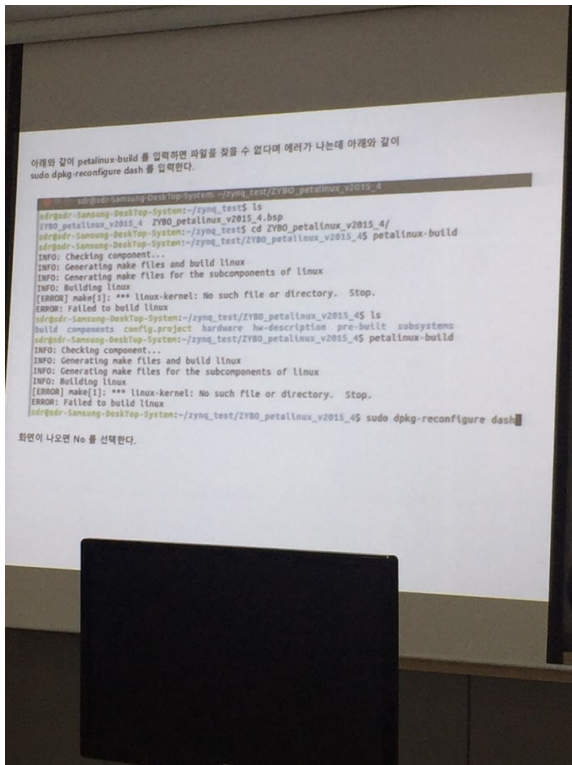 아래와 같이 petalinux-build 를 입력하면 파일을 찾을 수 없다며 에러가 나는데 아래와 같이
sudo dpkg-reconfigure dash 를 입력한다.
sdr@sdr-Samsung-DeskTop-System: ~/zynq_test/ZYBO_petalinux_v2015_4
sdr@sdr-Samsung-DeskTop-System:~/zynq_test$ ls
ZYBO_petalinux_v2015_4 ZYBO_petalinux_v2015_4.bsp
sdr@sdr-Samsung-DeskTop-System:~/zynq_test$ cd ZYBO_petalinux_v2015_4/
sdr@sdr-Samsung-DeskTop-System:~/zynq_test/ZYBO_petalinux_v2015_4$ petalinux-build
INFO: Checking component...
INFO: Generating make files and build linux
INFO: Generating make files for the subcomponents of linux
INFO: Building linux
[ERROR] make[1]: *** linux-kernel: No such file or directory. Stop.
ERROR: Failed to build linux
sdr@sdr-Samsung-DeskTop-System:~/zynq_test/ZYBO_petalinux_v2015_4$ ls
build components config.project hardware hw-description pre-built subsystems
sdr@sdr-Samsung-DeskTop-System:~/zynq_test/ZYBO_petalinux_v2015_4$ petalinux-build
INFO: Checking component...
INFO: Generating make files and build linux
INFO: Generating make files for the subcomponents of linux
INFO: Building linux
[ERROR] make[1]: *** linux-kernel: No such file or directory. Stop.
ERROR: Failed to build linux
sdr@sdr-Samsung-DeskTop-System:~/zynq_test/ZYBO_petalinux_v2015_4$ sudo dpkg-reconfigure dash
화면이 나오면 No 를 선택한다.